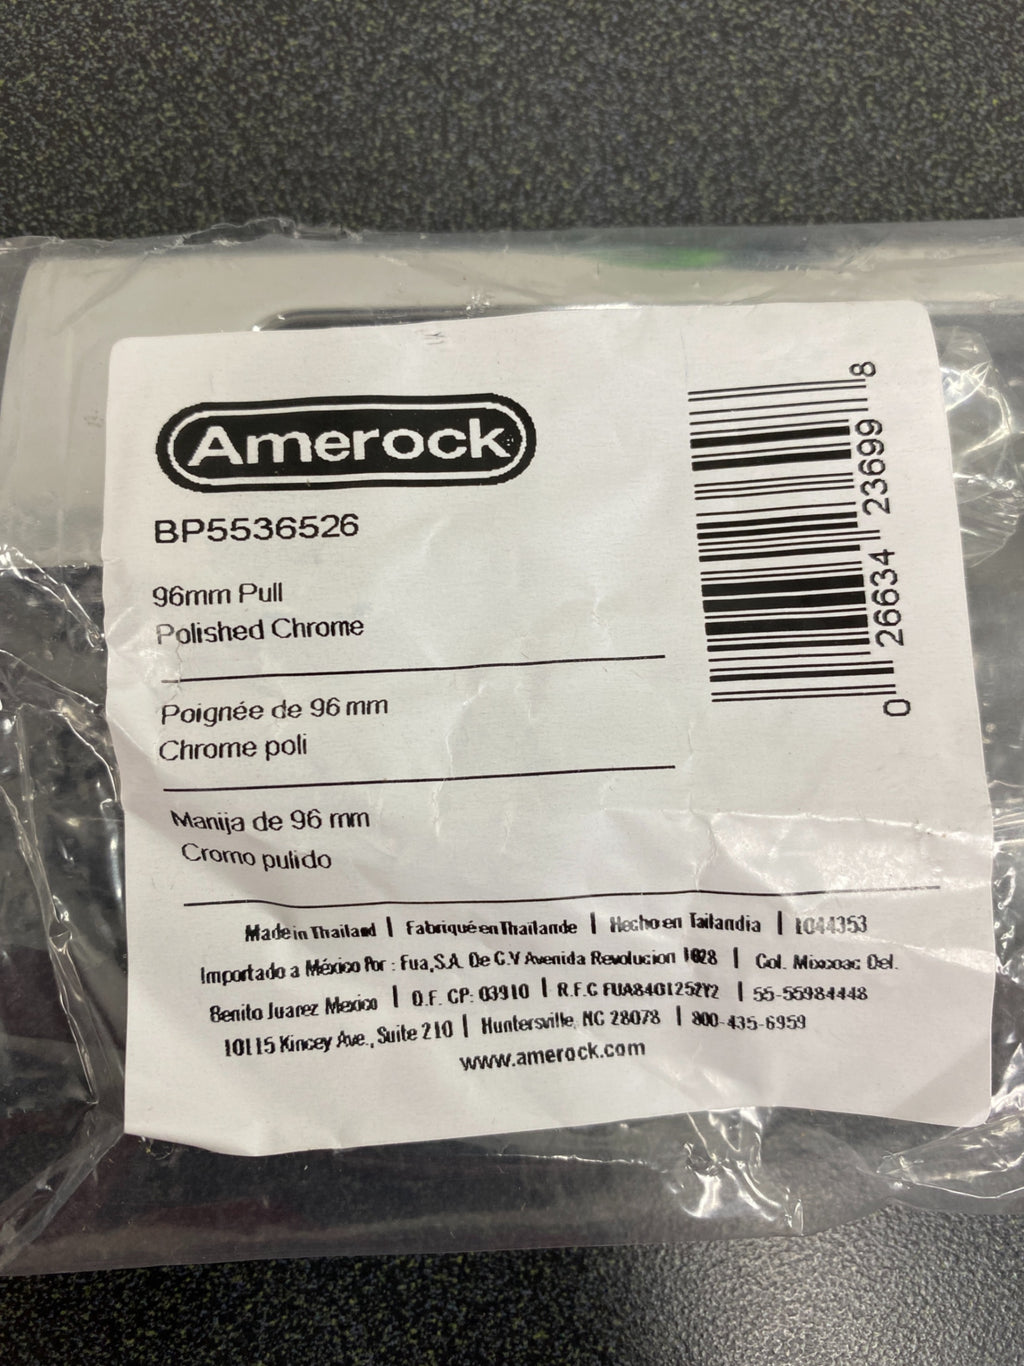 Amerock
BP5536526
96mm Pull
Polished Chrome
Poignée de 96 mm
Chrome poli
Manija de 96 mm
Cromo pulido
0 26634 23699 8
Made in Thailand | Fabriqué en Thaïlande | Hecho en Tailandia | 1044353
Importado a México Por : Fua,S.A. De C.V Avenida Revolucion 1028 | Col. Mixcoac Del.
Benito Juarez Mexico | D.F. CP: 03910 | R.F.C FUA8401252Y2 | 55-55984448
10115 Kincey Ave., Suite 210 | Huntersville, NC 28078 | 800-435-6959
www.amerock.com